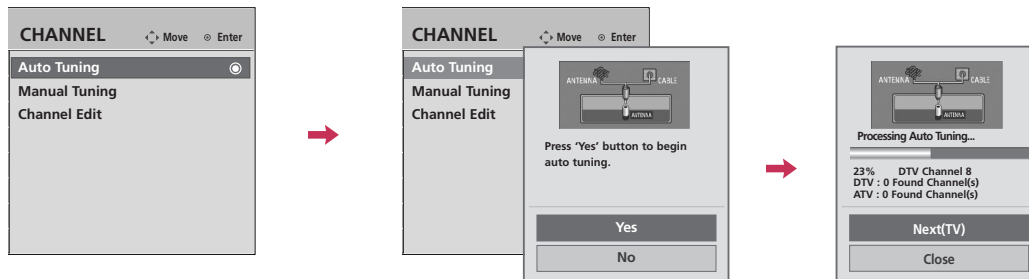 CHANNEL Move Enter
Auto Tuning
Manual Tuning
Channel Edit
CHANNEL Move Enter
Auto Tuning
Manual Tuning
Channel Edit
ANTENNA CABLE
ANTENNA
Press ‘Yes’ button to begin
auto tuning.
Yes
No
ANTENNA CABLE
ANTENNA
Processing Auto Tuning...
23% DTV Channel 8
DTV : 0 Found Channel(s)
ATV : 0 Found Channel(s)
Next(TV)
Close